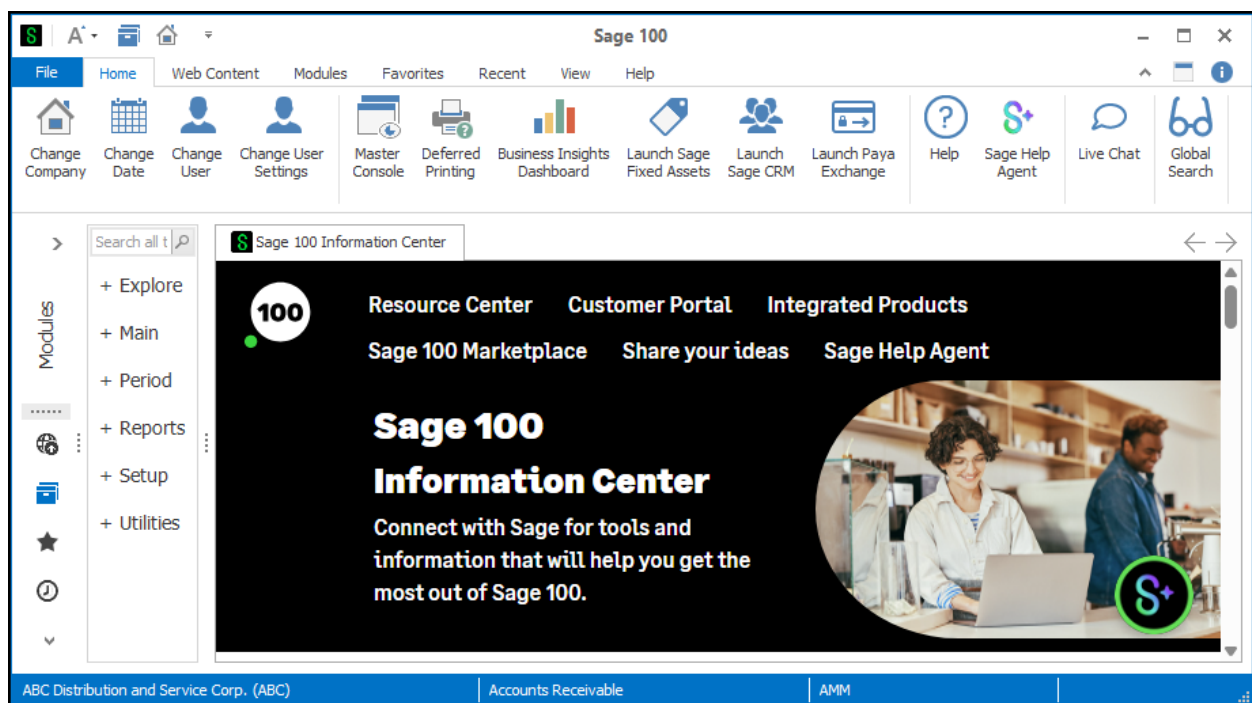 S A Sage 100
File Home Web Content Modules Favorites Recent View Help
Change Company
Change Date
Change User
Change User Settings
Master Console
Deferred Printing
Business Insights Dashboard
Launch Sage Fixed Assets
Launch Sage CRM
Launch Paya Exchange
Help
Sage Help Agent
Live Chat
Global Search
Modules
Search all t
+ Explore
+ Main
+ Period
+ Reports
+ Setup
+ Utilities
S Sage 100 Information Center
100
Resource Center Customer Portal Integrated Products
Sage 100 Marketplace Share your ideas Sage Help Agent
Sage 100
Information Center
Connect with Sage for tools and
information that will help you get the
most out of Sage 100.
S+
ABC Distribution and Service Corp. (ABC) Accounts Receivable AMM